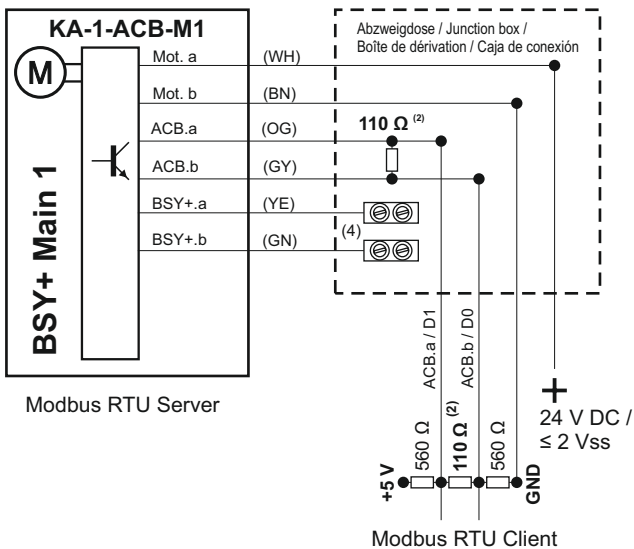 KA-1-ACB-M1
M
BSY+ Main 1
Mot. a (WH)
Mot. b (BN)
ACB.a (OG)
ACB.b (GY)
BSY+.a (YE)
BSY+.b (GN)
Modbus RTU Server
Abzweigdose / Junction box /
Boîte de dérivation / Caja de conexión
110 Ω (2)
(4)
ACB.a / D1
ACB.b / D0
24 V DC /
≤ 2 Vss
+5 V
560 Ω
110 Ω (2)
560 Ω
GND
Modbus RTU Client